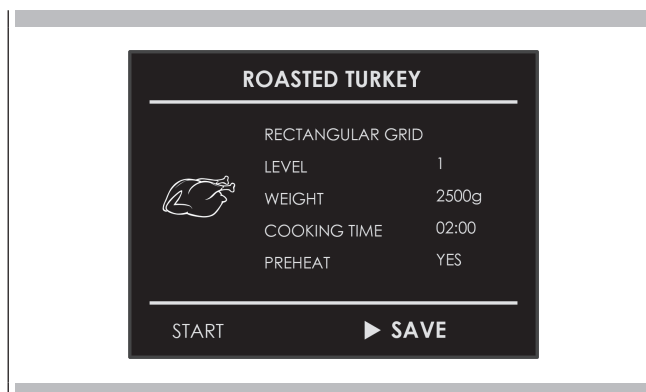 ROASTED TURKEY
RECTANGULAR GRID
LEVEL 1
WEIGHT 2500g
COOKING TIME 02:00
PREHEAT YES
START ▶ SAVE